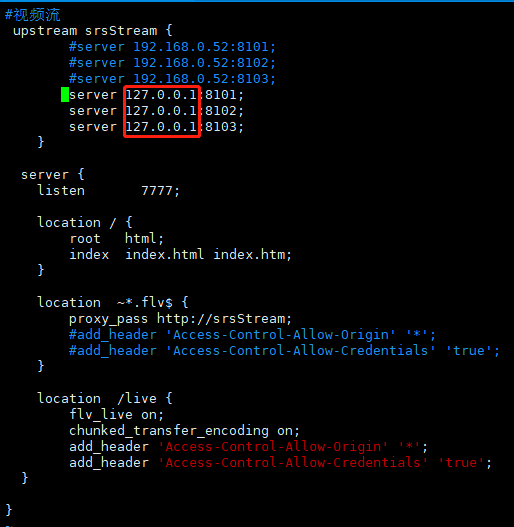 #视频流
upstream srsStream {
#server 192.168.0.52:8101;
#server 192.168.0.52:8102;
#server 192.168.0.52:8103;
server 127.0.0.1:8101;
server 127.0.0.1:8102;
server 127.0.0.1:8103;
}
server {
listen 7777;
location / {
root html;
index index.html index.htm;
}
location ~*.flv$ {
proxy_pass http://srsStream;
#add_header 'Access-Control-Allow-Origin' '*';
#add_header 'Access-Control-Allow-Credentials' 'true';
}
location /live {
flv_live on;
chunked_transfer_encoding on;
add_header 'Access-Control-Allow-Origin' '*';
add_header 'Access-Control-Allow-Credentials' 'true';
}
}